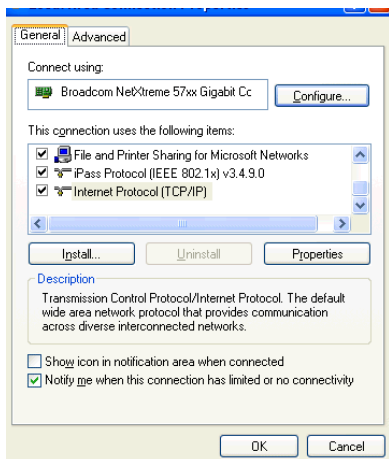 General
Advanced
Connect using:
Broadcom NetXtreme 57xx Gigabit Cc
Configure...
This connection uses the following items:
File and Printer Sharing for Microsoft Networks
iPass Protocol (IEEE 802.1x) v3.4.9.0
Internet Protocol (TCP/IP)
Install...
Uninstall
Properties
Description
Transmission Control Protocol/Internet Protocol. The default
wide area network protocol that provides communication
across diverse interconnected networks.
Show icon in notification area when connected
Notify me when this connection has limited or no connectivity
OK
Cancel